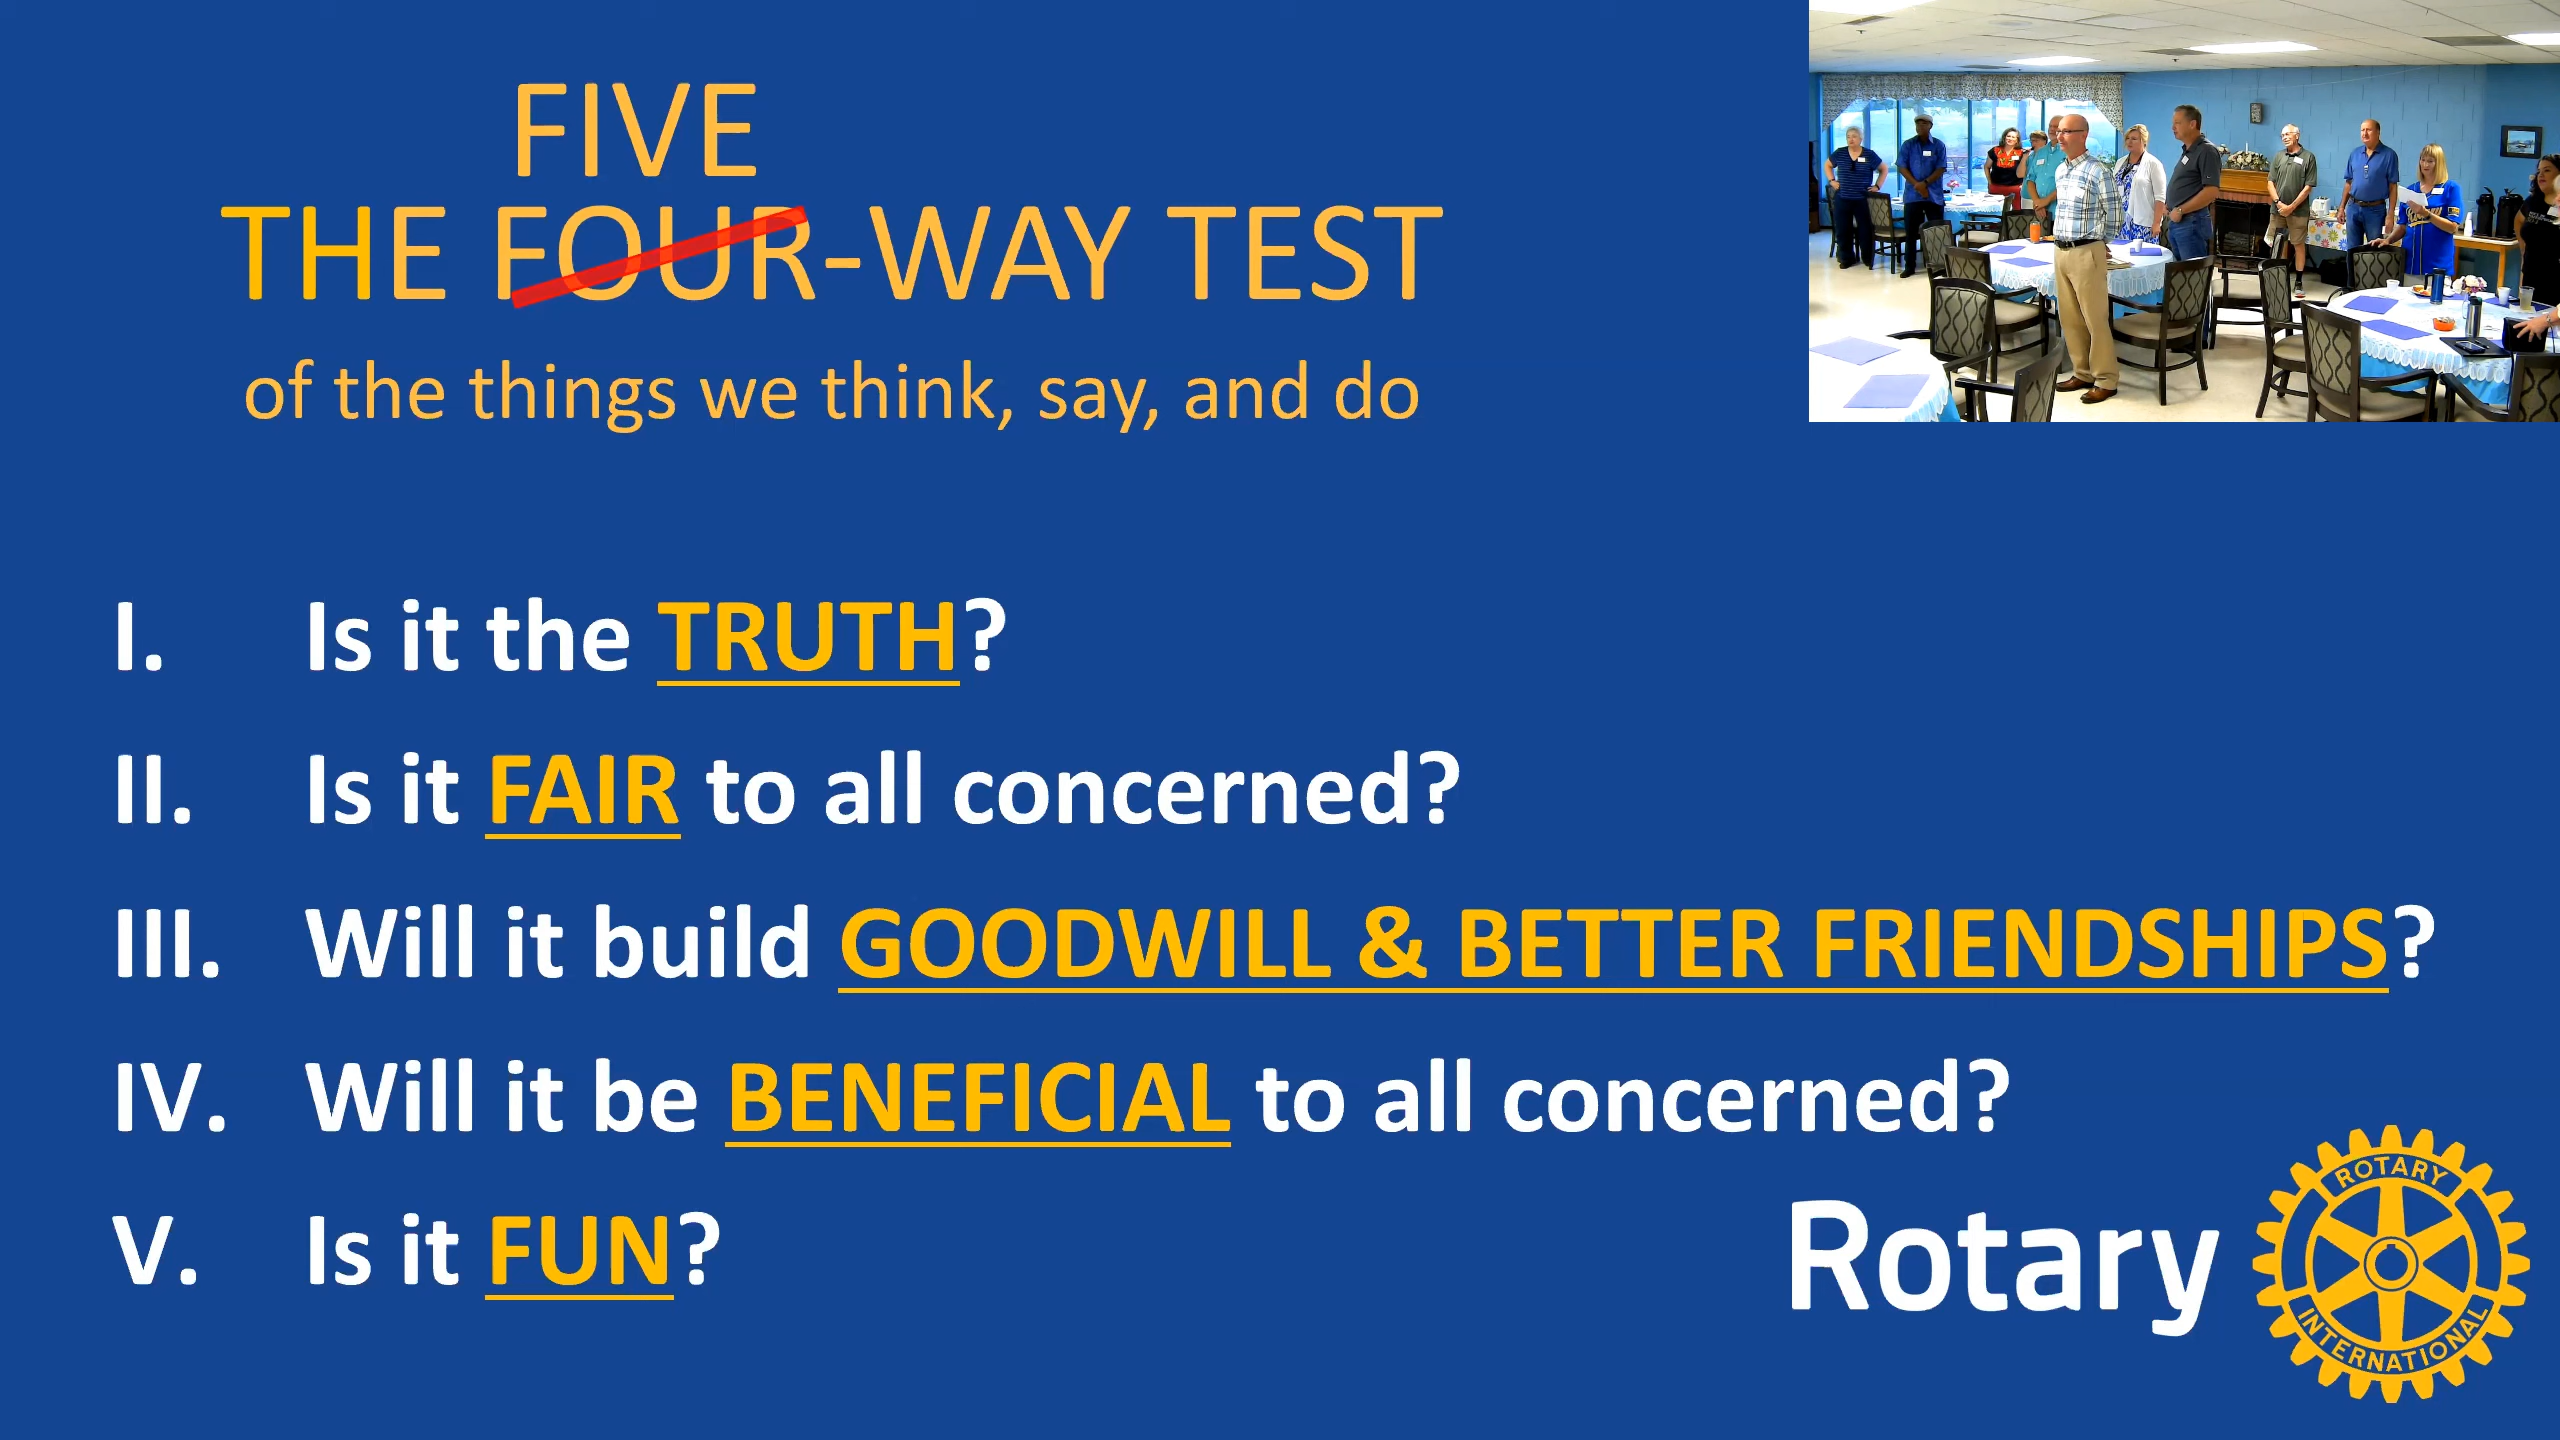 FIVE
THE FOUR-WAY TEST
of the things we think, say, and do
I. Is it the TRUTH?
II. Is it FAIR to all concerned?
III. Will it build GOODWILL & BETTER FRIENDSHIPS?
IV. Will it be BENEFICIAL to all concerned?
V. Is it FUN?
Rotary
ROTARY
INTERNATIONAL